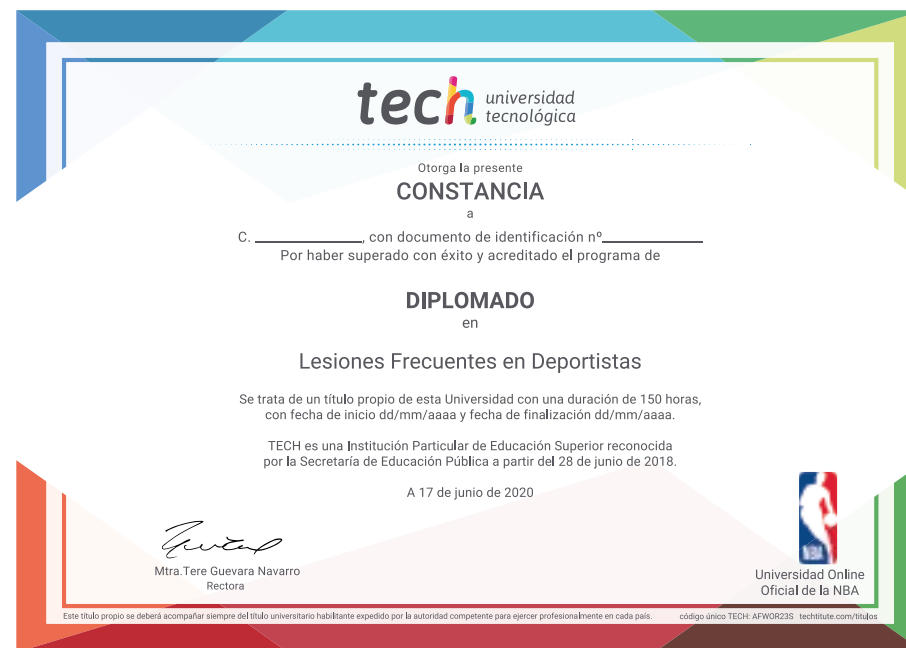 tech universidad
tecnológica
Otorga la presente
CONSTANCIA
a
C. ______________, con documento de identificación nº______________
Por haber superado con éxito y acreditado el programa de
DIPLOMADO
en
Lesiones Frecuentes en Deportistas
Se trata de un título propio de esta Universidad con una duración de 150 horas,
con fecha de inicio dd/mm/aaaa y fecha de finalización dd/mm/aaaa.
TECH es una Institución Particular de Educación Superior reconocida
por la Secretaría de Educación Pública a partir del 28 de junio de 2018.
A 17 de junio de 2020
Mtra.Tere Guevara Navarro
Rectora
NBA
Universidad Online
Oficial de la NBA
Este título propio se deberá acompañar siempre del título universitario habilitante expedido por la autoridad competente para ejercer profesionalmente en cada país. código único TECH: AFWOR23S techtitute.com/titulos